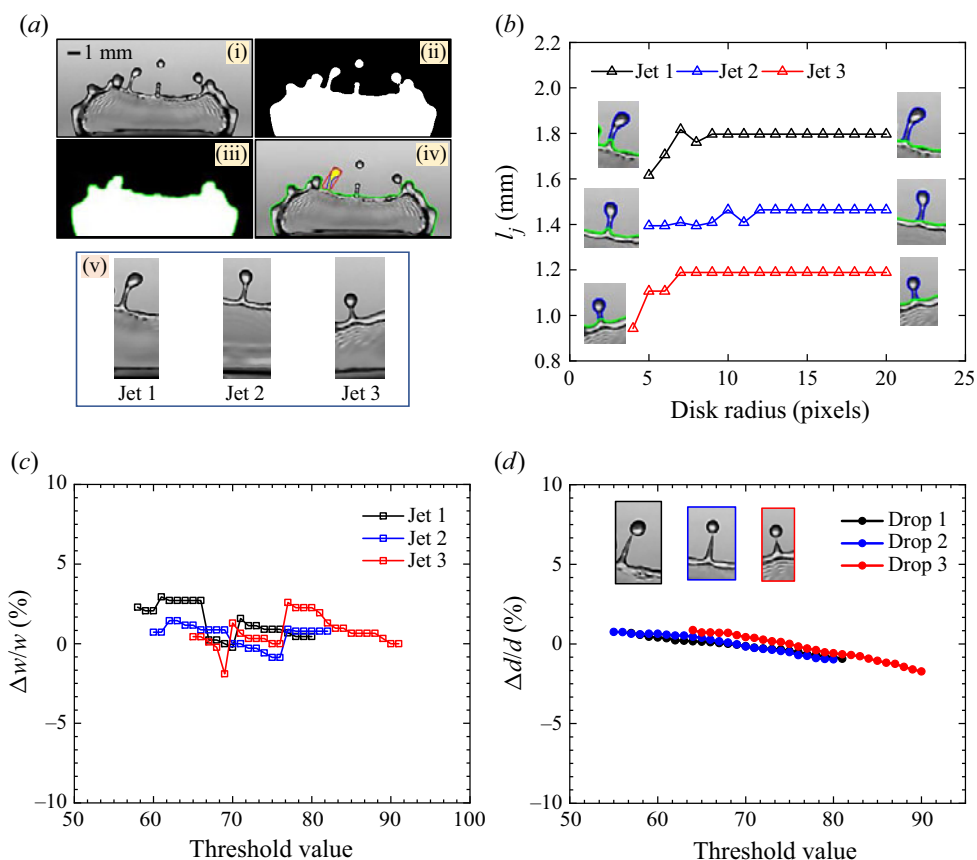 (a)
1 mm
(i)
(ii)
(iii)
(iv)
(v)
Jet 1 Jet 2 Jet 3
(b)
2.2
2.0
1.8
1.6
1.4
1.2
1.0
0.8
l_j (mm)
Jet 1 Jet 2 Jet 3
0 5 10 15 20 25
Disk radius (pixels)
(c)
10
5
0
−5
−10
Δw/w (%)
Jet 1
Jet 2
Jet 3
50 60 70 80 90 100
Threshold value
(d)
10
5
0
−5
−10
Δd/d (%)
Drop 1
Drop 2
Drop 3
50 60 70 80 90
Threshold value